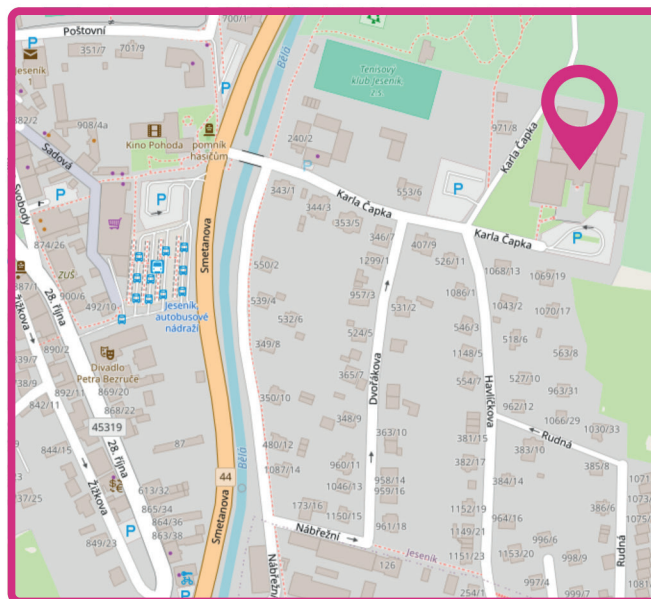 Poštovní
700/1
351/7
701/9
Jeseník
Bělá
Tenisový
klub Jeseník,
z.s.
908/4a
Kino Pohoda
pomník
hasičům
240/2
971/8
Karla Čapka
Sadová
Svobody
343/1
344/3
353/5
Karla Čapka
553/6
346/7
407/9
Karla Čapka
874/26
Smetanova
ZUŠ
900/6
492/10
Jeseník,
autobusové
nádraží
28. října
Žižkova
890/2
550/2
539/4
532/6
349/8
1299/1
957/3
524/5
531/2
526/11
1086/1
546/3
1148/5
554/7
1068/13
1069/19
1043/2
1070/17
518/6
563/8
527/10
963/31
962/12
1066/29
1030/33
Divadlo
Petra Bezruče
892/11
869/20
868/22
842/11
45319
28. října
844/15
Žižkova
87
365/7
350/10
348/9
Dvořákova
363/10
480/12
1087/14
960/11
1046/13
173/16
1150/15
958/14
959/16
961/18
Havlíčkova
381/15
382/17
383/10
384/14
Rudná
385/8
386/6
Rudná
44
Smetanova
Bělá
613/32
865/34
864/36
863/38
849/23
Nábřežní
Nábřežní
126
Jeseník
1152/19
964/16
1149/21
1151/23
1153/20
996/6
998/9
997/4
999/7
254/1